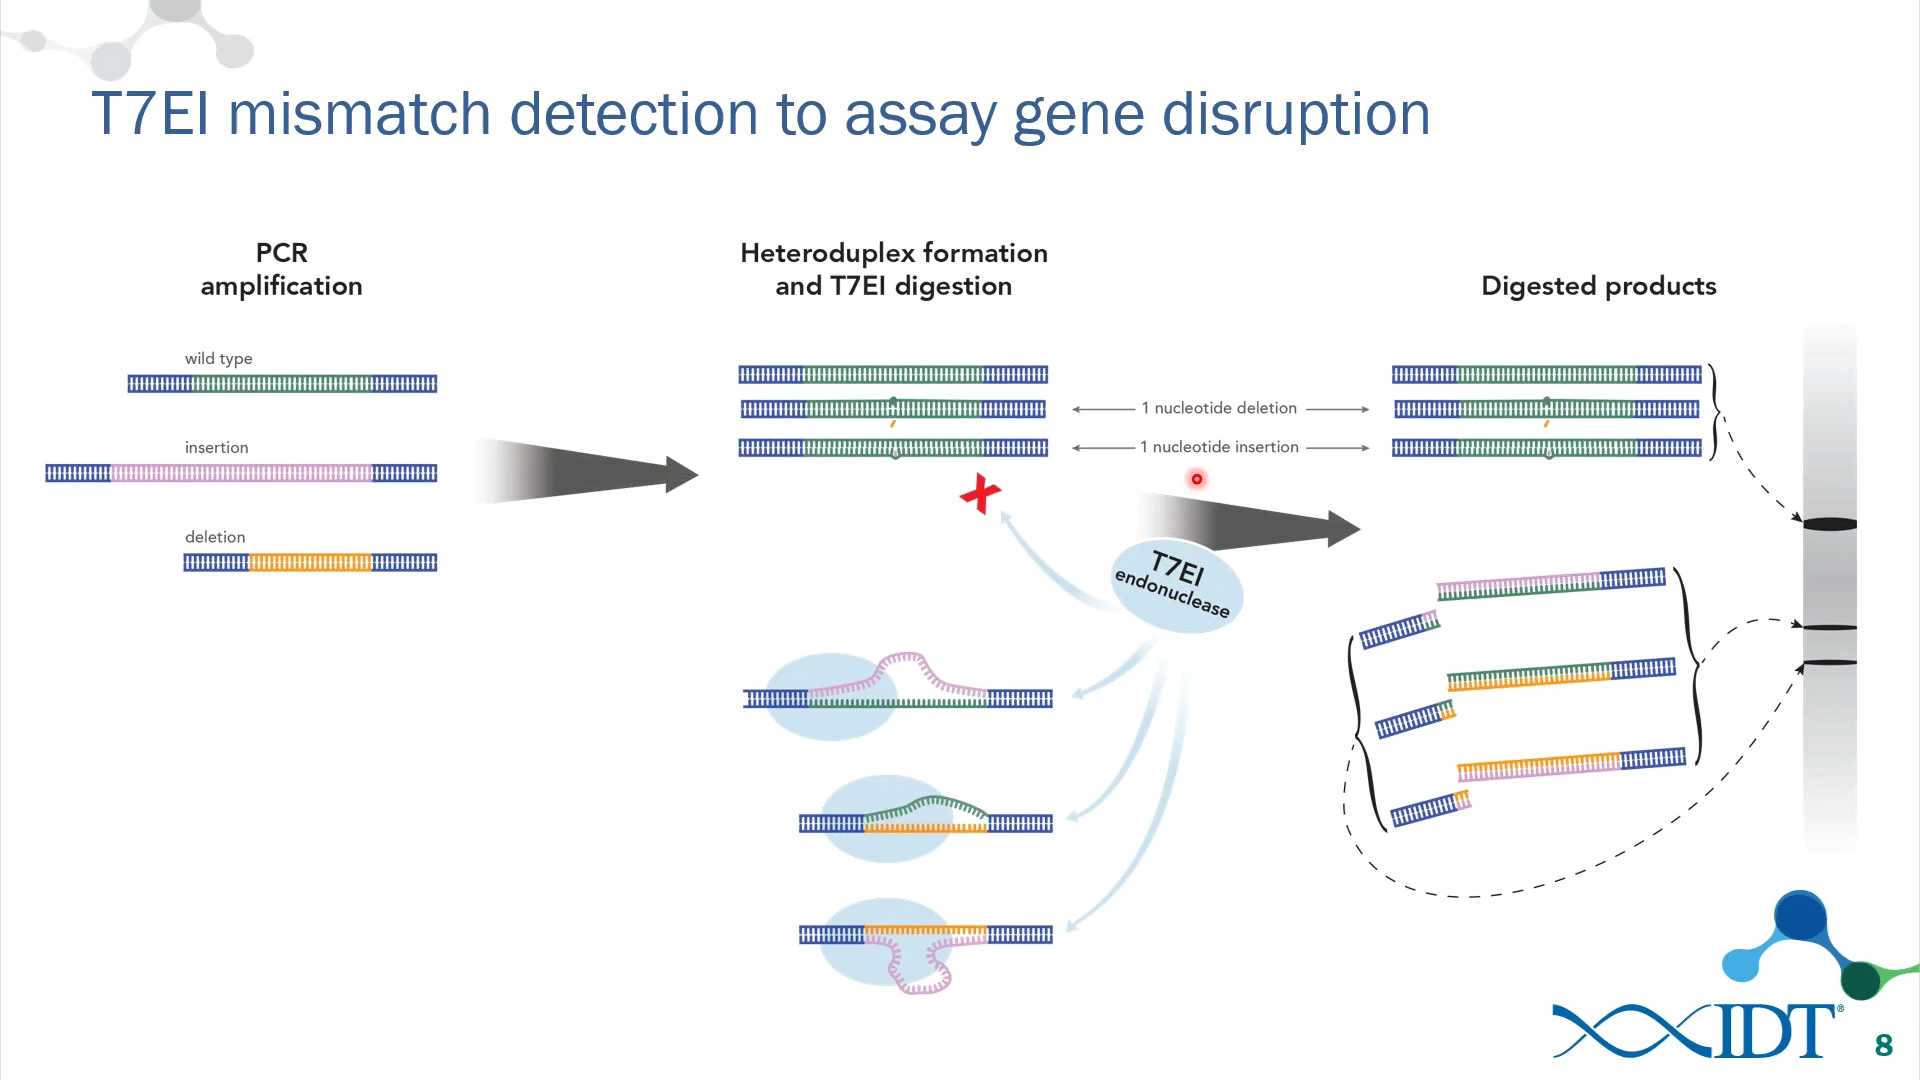 T7EI mismatch detection to assay gene disruption
PCR
amplification
wild type
insertion
deletion
Heteroduplex formation
and T7EI digestion
1 nucleotide deletion
1 nucleotide insertion
T7EI
endonuclease
Digested products
IDT®
8